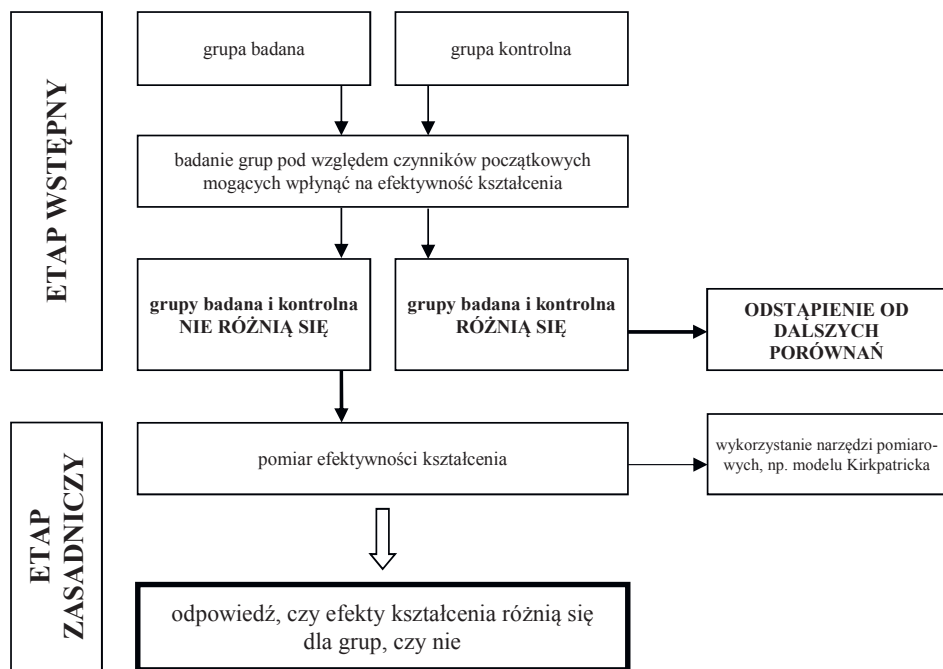 ETAP WSTĘPNY
grupa badana
grupa kontrolna
badanie grup pod względem czynników początkowych
mogących wpłynąć na efektywność kształcenia
grupy badana i kontrolna
NIE RÓŻNIĄ SIĘ
grupy badana i kontrolna
RÓŻNIĄ SIĘ
ODSTĄPIENIE OD
DALSZYCH
PORÓWNAŃ
ETAP
ZASADNICZY
pomiar efektywności kształcenia
wykorzystanie narzędzi pomiaro-
wych, np. modelu Kirkpatricka
odpowiedź, czy efekty kształcenia różnią się
dla grup, czy nie